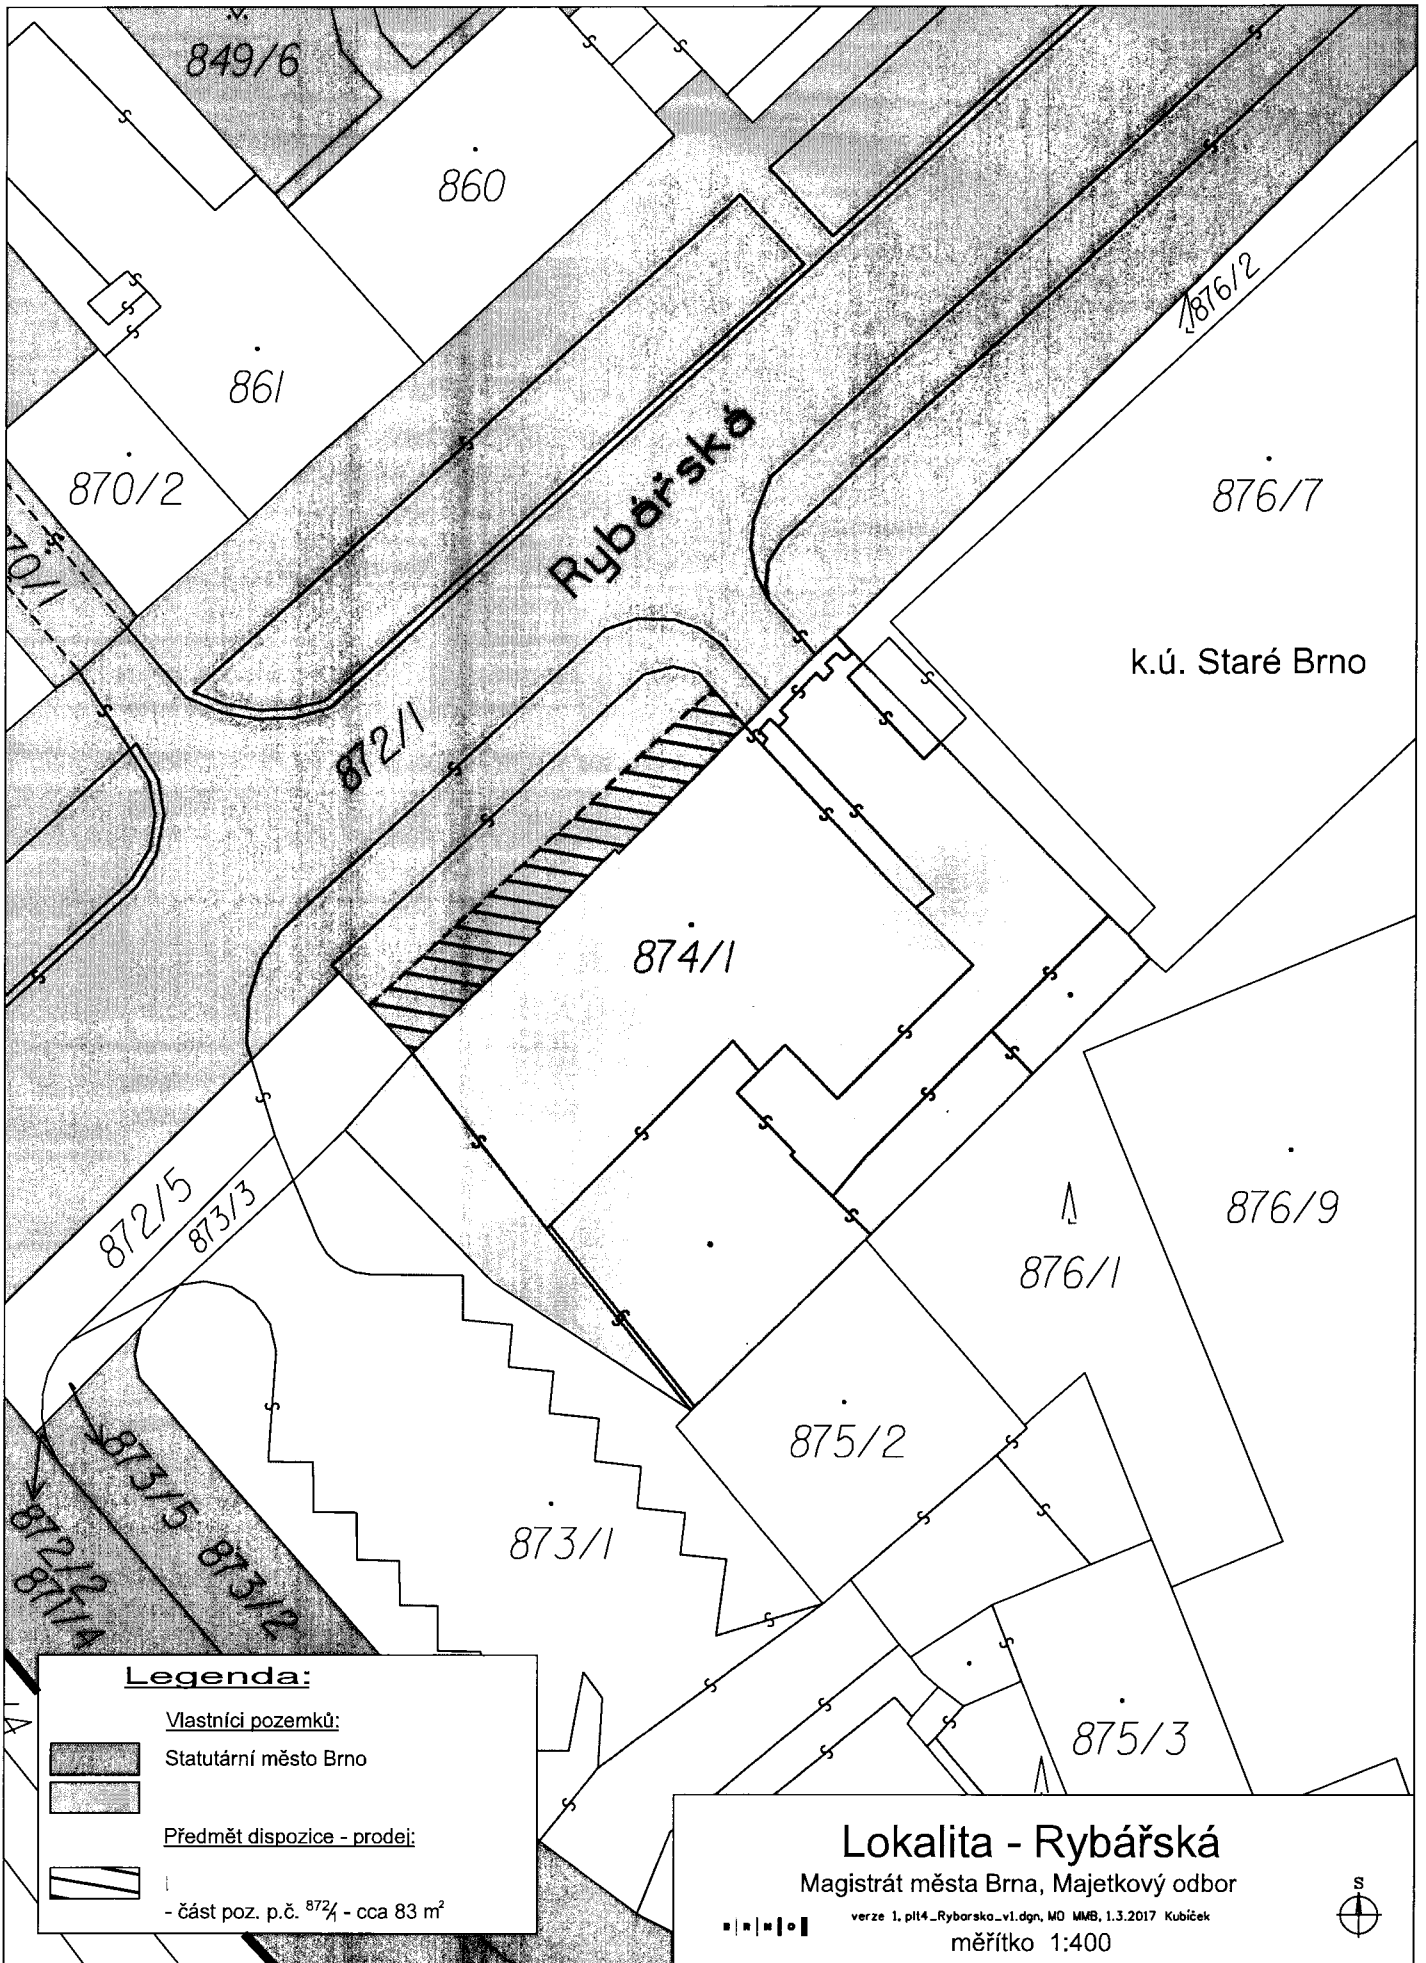 849/6
860
876/2
861
Rybářská
870/2
876/7
870/1
k.ú. Staré Brno
872/1
874/1
872/5
873/3
876/9
876/1
875/2
873/5
873/1
872/2
873/2
871/4
875/3
Legenda:
Vlastníci pozemků:
Statutární město Brno
Předmět dispozice - prodej:
- část poz. p.č. 872/1 - cca 83 m²
Lokalita - Rybářská
Magistrát města Brna, Majetkový odbor
verze 1, plt4_Rybarska_v1.dgn, MO MMB, 1.3.2017 Kubíček
měřítko 1:400
B R N O
S